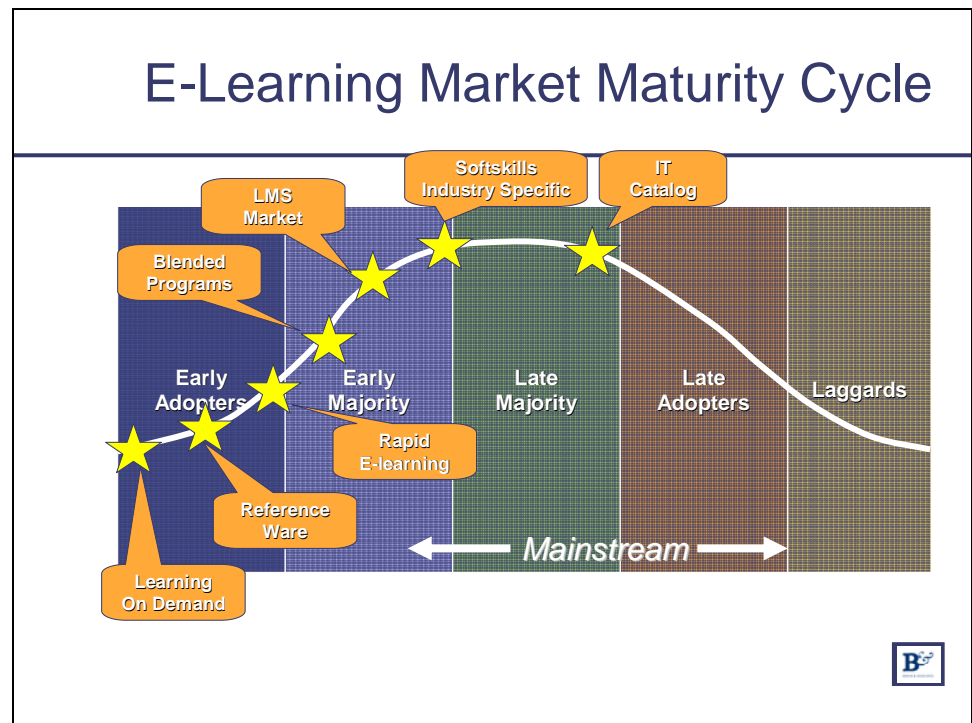 E-Learning Market Maturity Cycle
Softskills
Industry Specific
IT
Catalog
LMS
Market
Blended
Programs
Early
Adopters
Early
Majority
Late
Majority
Late
Adopters
Laggards
Rapid
E-learning
Reference
Ware
Mainstream
Learning
On Demand
B&